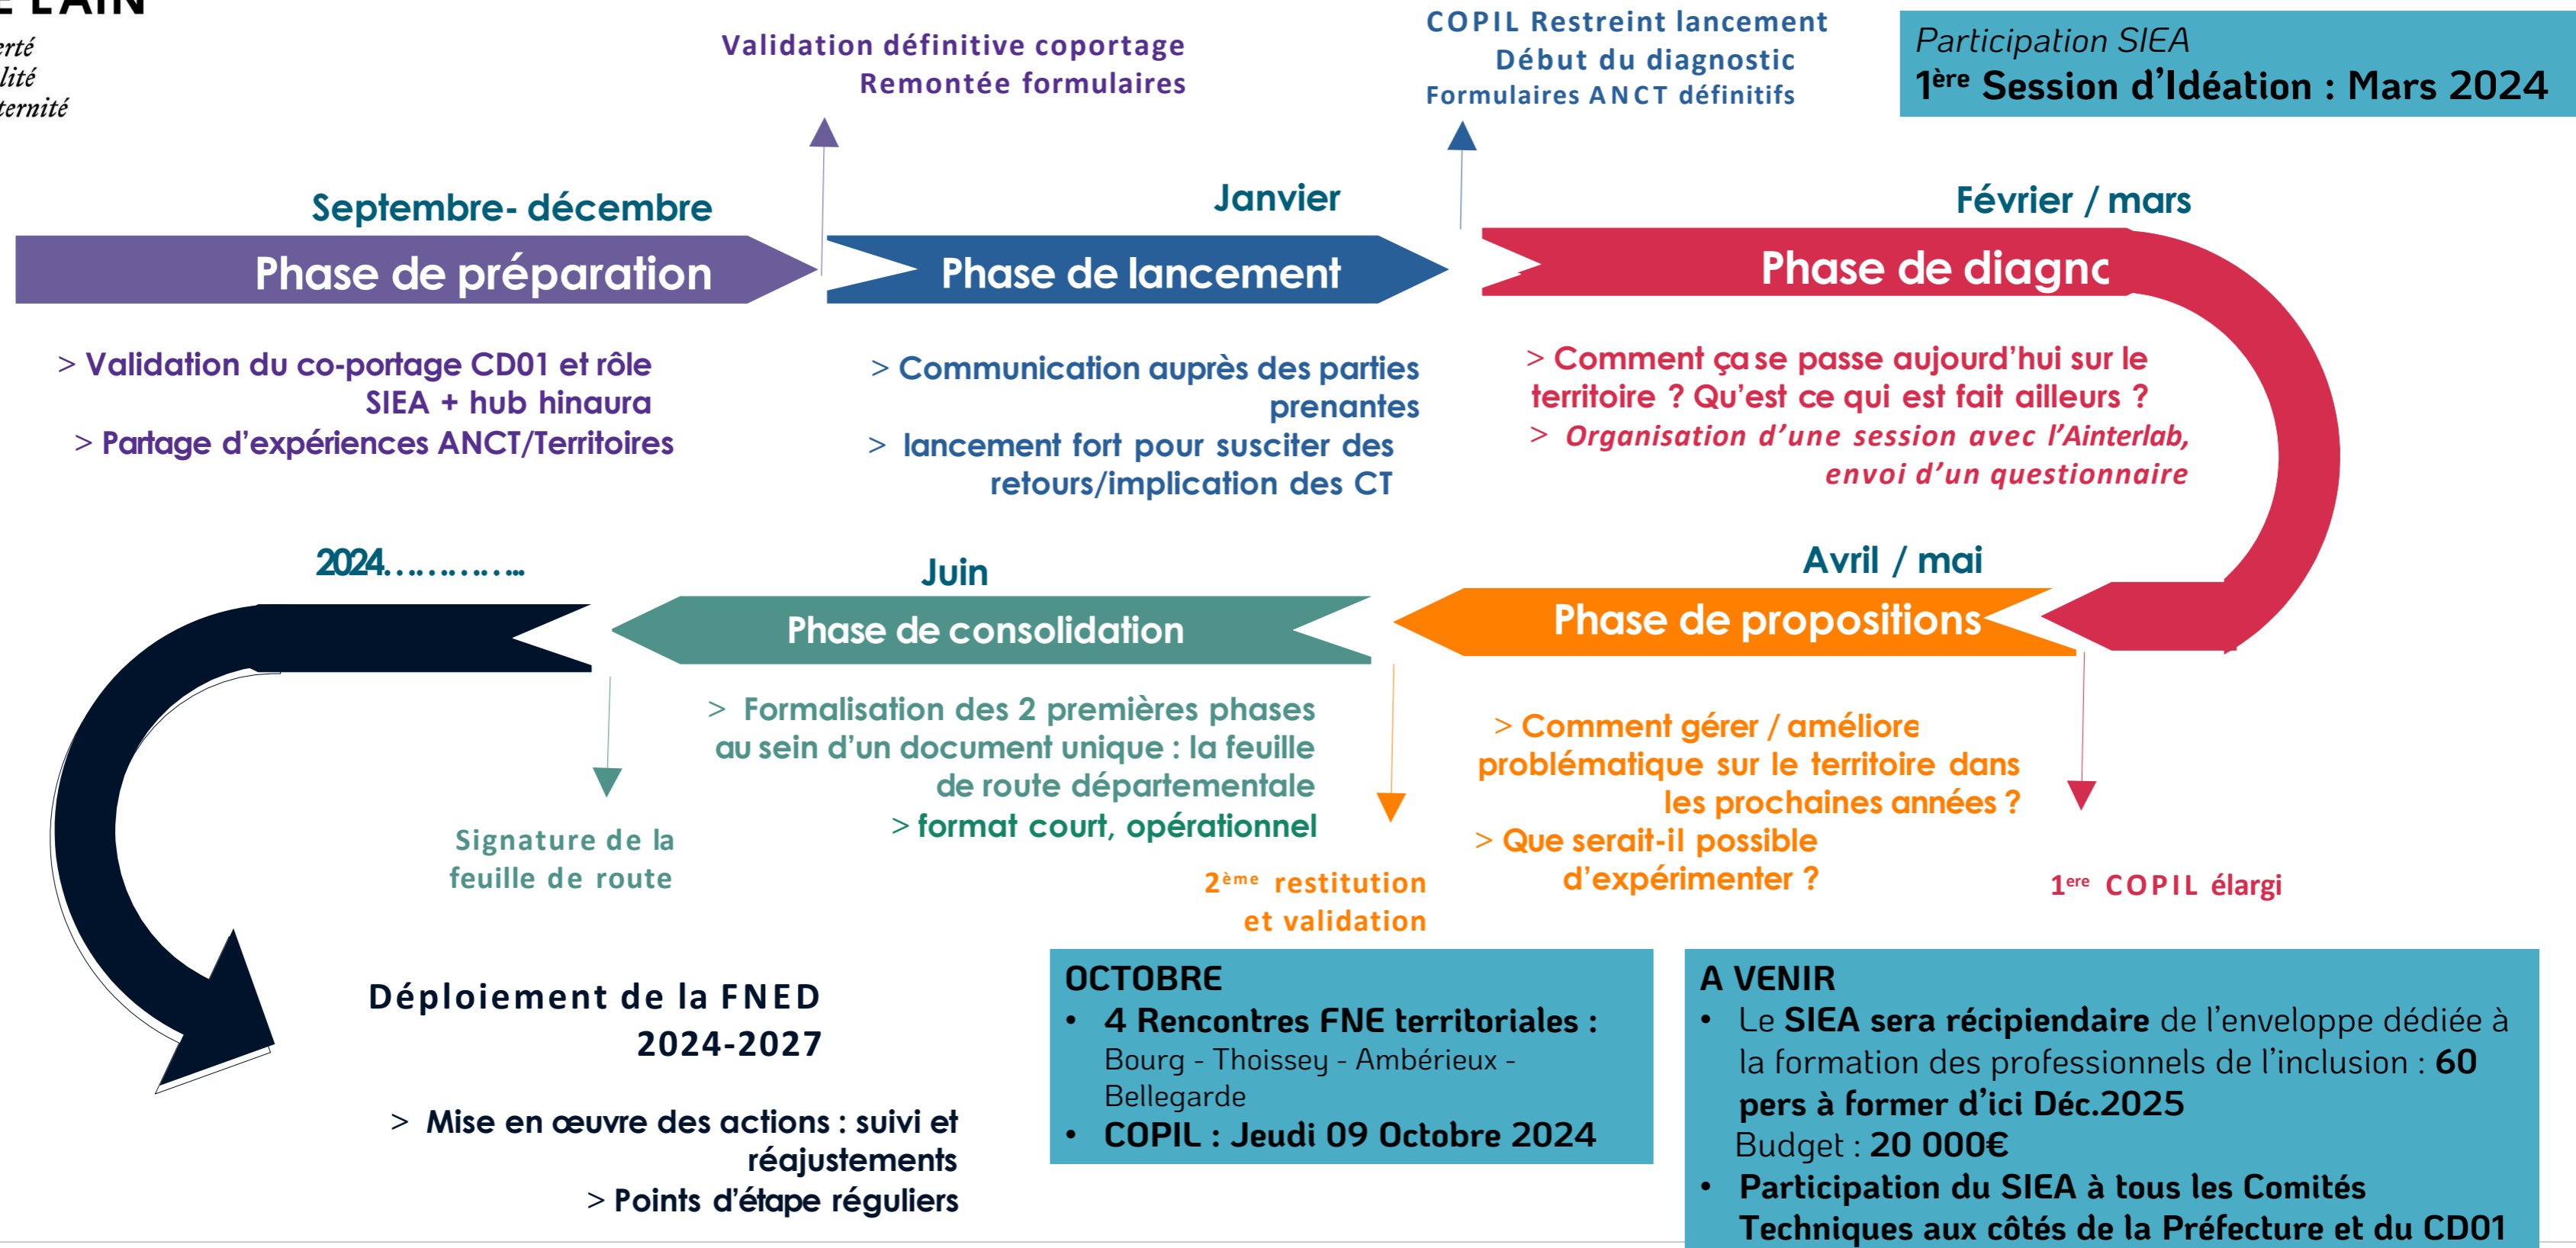 E L'AIN
erté
lité
ternité
Validation définitive coportage
Remontée formulaires
COPIL Restreint lancement
Début du diagnostic
Formulaires ANCT définitifs
Participation SIEA
1ère Session d'Idéation : Mars 2024
Septembre- décembre
Janvier
Février / mars
Phase de préparation
Phase de lancement
Phase de diagnc
> Validation du co-portage CD01 et rôle
SIEA + hub hinaura
> Partage d'expériences ANCT/Territoires
> Communication auprès des parties
prenantes
> lancement fort pour susciter des
retours/implication des CT
> Comment ça se passe aujourd'hui sur le
territoire ? Qu'est ce qui est fait ailleurs ?
> Organisation d'une session avec l'Ainterlab,
envoi d'un questionnaire
2024…………..
Juin
Avril / mai
Phase de consolidation
Phase de propositions
> Formalisation des 2 premières phases
au sein d'un document unique : la feuille
de route départementale
> format court, opérationnel
> Comment gérer / améliore
problématique sur le territoire dans
les prochaines années ?
> Que serait-il possible
d'expérimenter ?
Signature de la
feuille de route
2ème restitution
et validation
1ere COPIL élargi
Déploiement de la FNED
2024-2027
> Mise en œuvre des actions : suivi et
réajustements
> Points d'étape réguliers
OCTOBRE
• 4 Rencontres FNE territoriales :
Bourg - Thoissey - Ambérieux -
Bellegarde
• COPIL : Jeudi 09 Octobre 2024
A VENIR
• Le SIEA sera récipiendaire de l'enveloppe dédiée à
la formation des professionnels de l'inclusion : 60
pers à former d'ici Déc.2025
Budget : 20 000€
• Participation du SIEA à tous les Comités
Techniques aux côtés de la Préfecture et du CD01